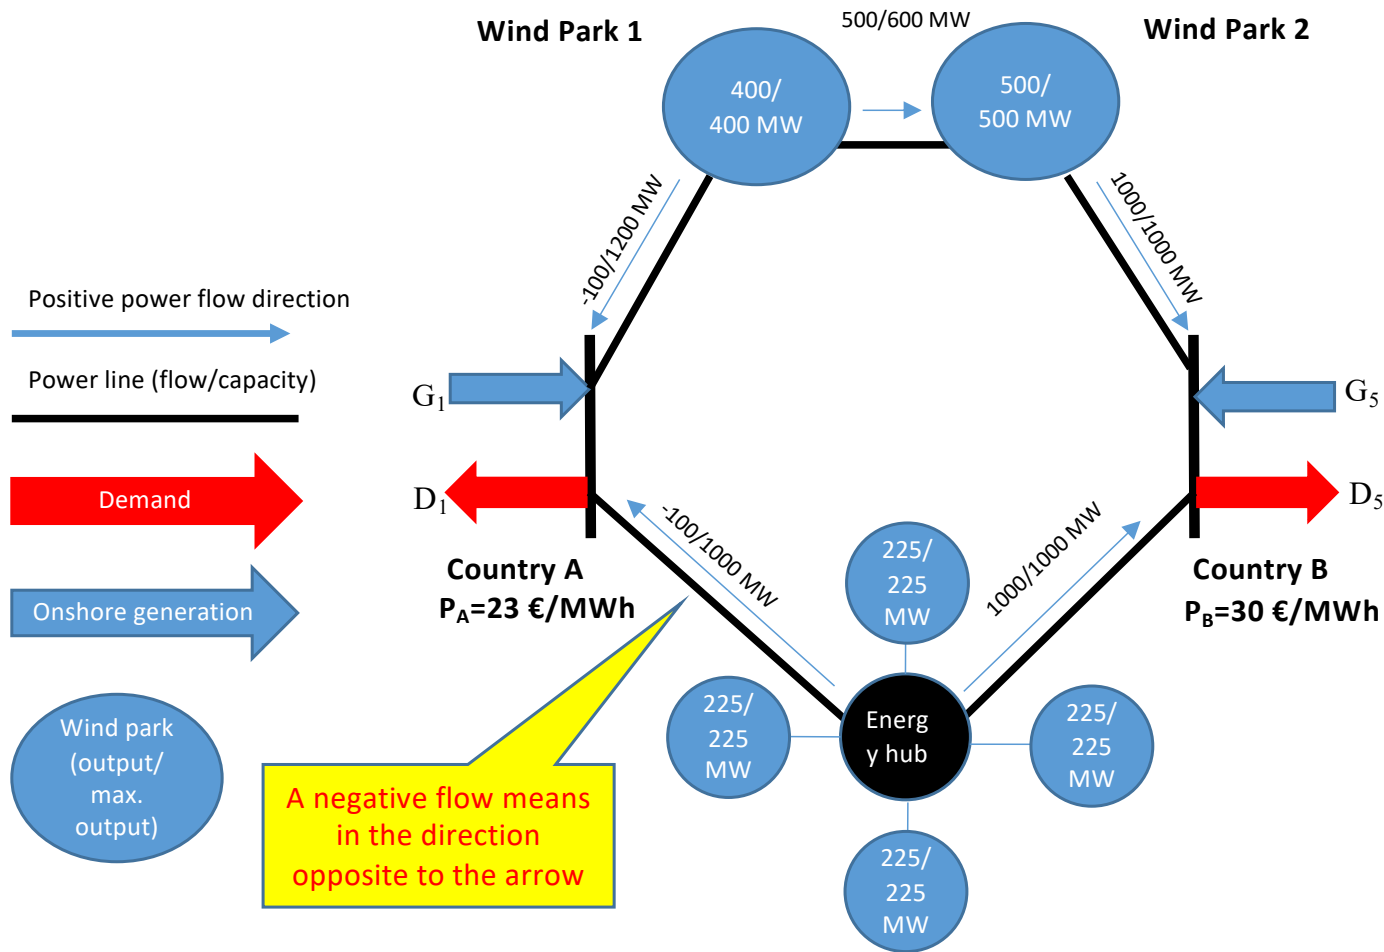 Wind Park 1
500/600 MW
Wind Park 2
400/
400 MW
500/
500 MW
-100/1200 MW
1000/1000 MW
Positive power flow direction
Power line (flow/capacity)
Demand
Onshore generation
Wind park
(output/
max.
output)
G1
D1
G5
D5
Country A
PA=23 €/MWh
Country B
PB=30 €/MWh
-100/1000 MW
1000/1000 MW
225/
225
MW
225/
225
MW
Energ
y hub
225/
225
MW
225/
225
MW
A negative flow means
in the direction
opposite to the arrow